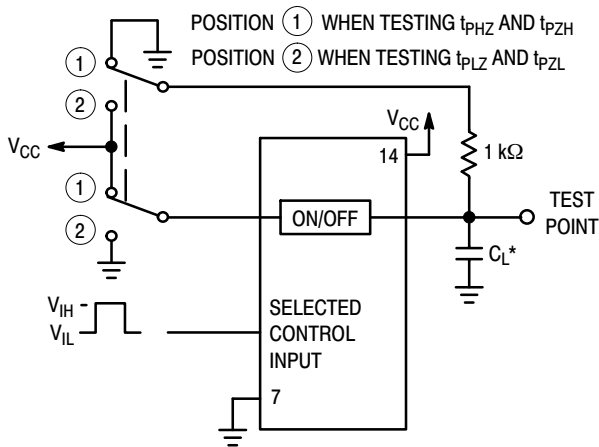 POSITION 1 WHEN TESTING tPHZ AND tPZH
POSITION 2 WHEN TESTING tPLZ AND tPZL
1
2
VCC
1
2
VCC
14
1 kΩ
ON/OFF
TEST
POINT
CL*
VIH
VIL
SELECTED
CONTROL
INPUT
7